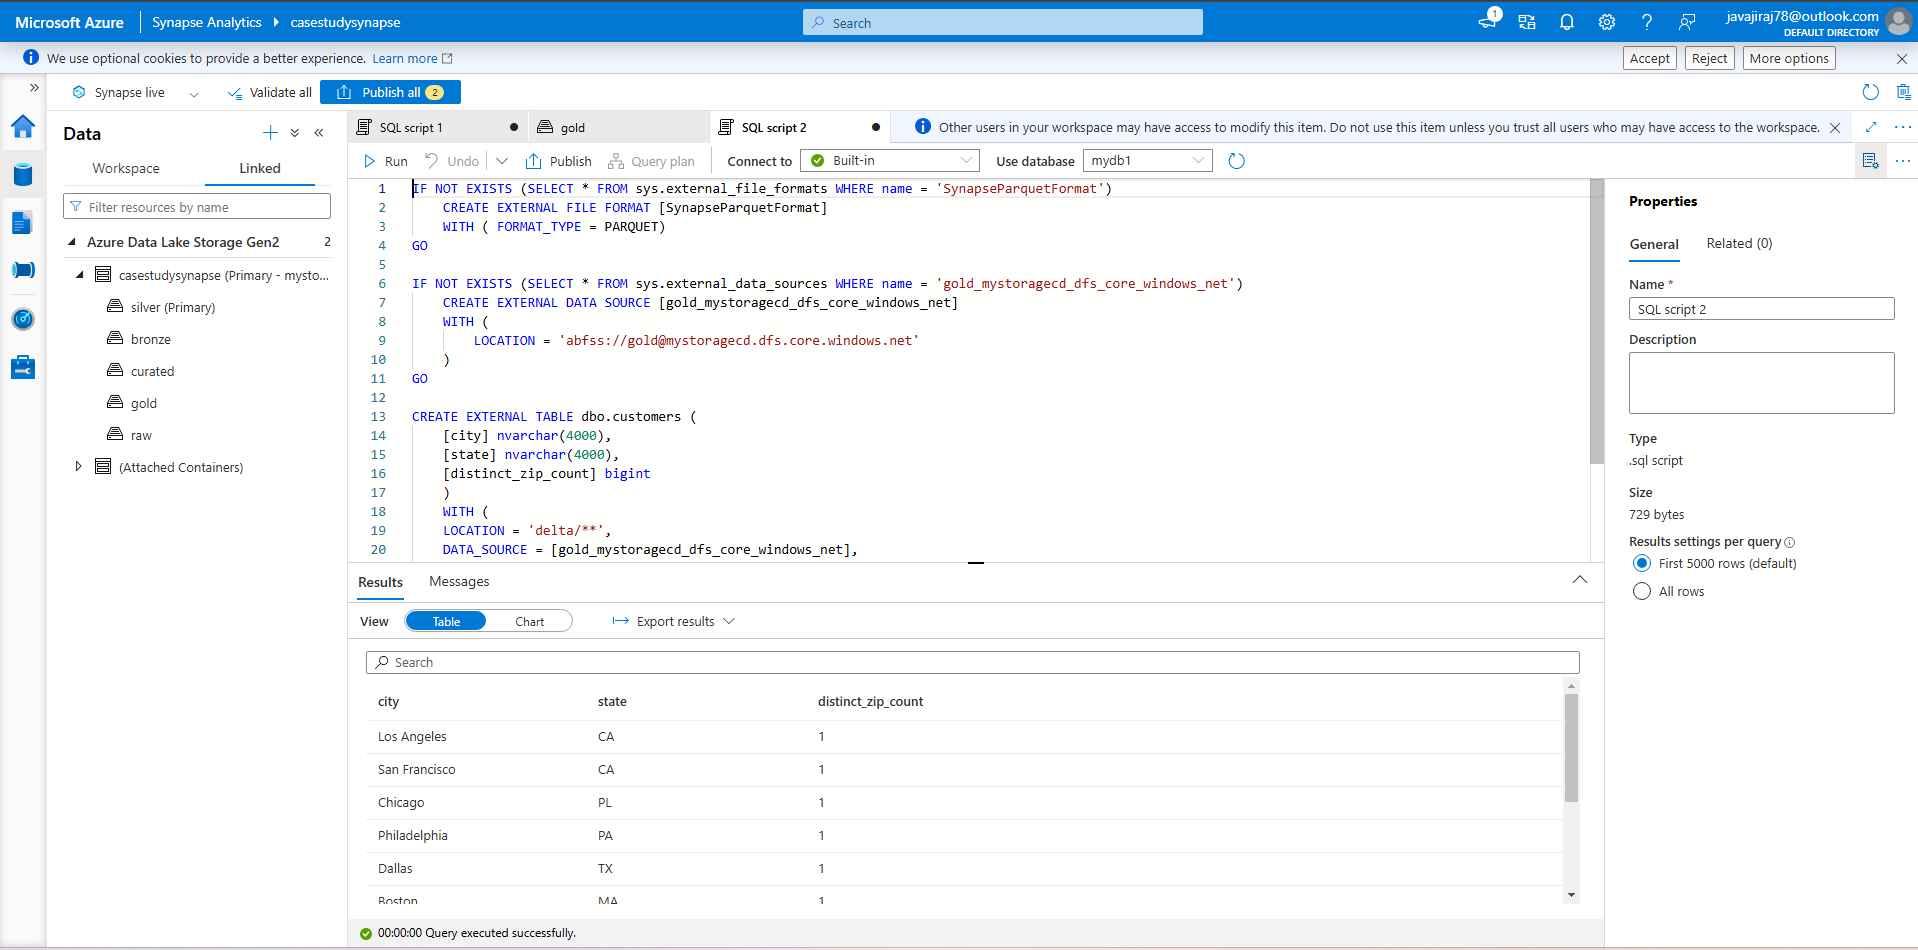 Microsoft Azure Synapse Analytics casestudysynapse Search 1 javajiraj78@outlook.com
DEFAULT DIRECTORY
We use optional cookies to provide a better experience. Learn more Accept Reject More options
Synapse live Validate all Publish all 2
Data
Workspace Linked
Filter resources by name
Azure Data Lake Storage Gen2 2
casestudysynapse (Primary - mysto...
silver (Primary)
bronze
curated
gold
raw
(Attached Containers)
SQL script 1 gold SQL script 2 Other users in your workspace may have access to modify this item. Do not use this item unless you trust all users who may have access to the workspace.
Run Undo Publish Query plan Connect to Built-in Use database mydb1
1 IF NOT EXISTS (SELECT * FROM sys.external_file_formats WHERE name = 'SynapseParquetFormat')
2 CREATE EXTERNAL FILE FORMAT [SynapseParquetFormat]
3 WITH ( FORMAT_TYPE = PARQUET)
4 GO
5
6 IF NOT EXISTS (SELECT * FROM sys.external_data_sources WHERE name = 'gold_mystoragecd_dfs_core_windows_net')
7 CREATE EXTERNAL DATA SOURCE [gold_mystoragecd_dfs_core_windows_net]
8 WITH (
9 LOCATION = 'abfss://gold@mystoragecd.dfs.core.windows.net'
10 )
11 GO
12
13 CREATE EXTERNAL TABLE dbo.customers (
14 [city] nvarchar(4000),
15 [state] nvarchar(4000),
16 [distinct_zip_count] bigint
17 )
18 WITH (
19 LOCATION = 'delta/**',
20 DATA_SOURCE = [gold_mystoragecd_dfs_core_windows_net],
Results Messages
View Table Chart Export results
Search
city state distinct_zip_count
Los Angeles CA 1
San Francisco CA 1
Chicago PL 1
Philadelphia PA 1
Dallas TX 1
Boston MA 1
00:00:00 Query executed successfully.
Properties
General Related (0)
Name *
SQL script 2
Description
Type
.sql script
Size
729 bytes
Results settings per query
First 5000 rows (default)
All rows